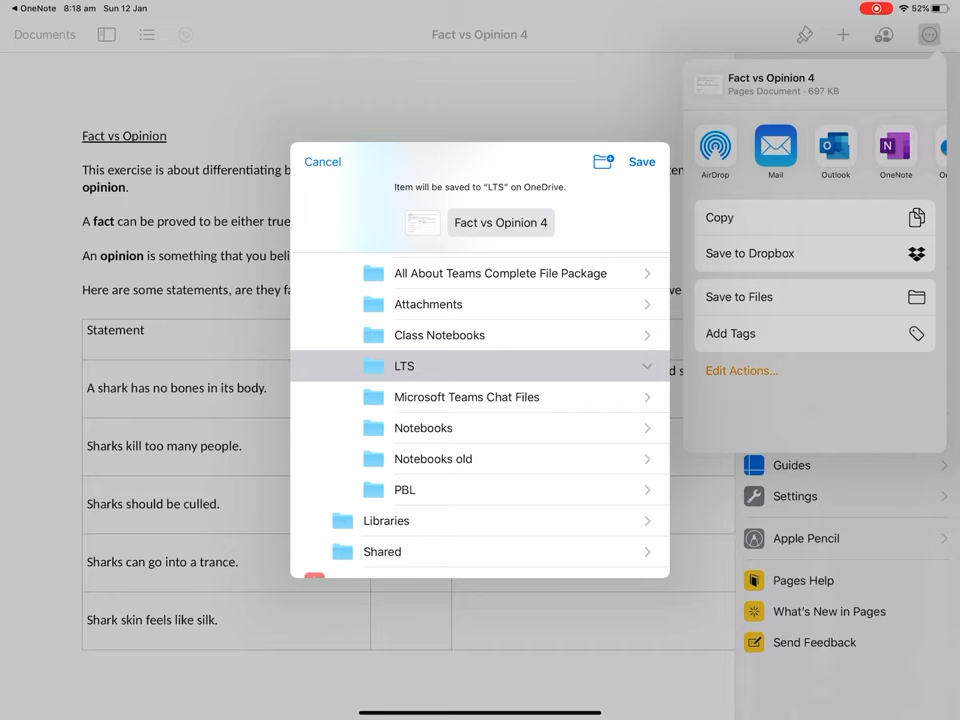 ◀ OneNote 8:18 am Sun 12 Jan
52%
Documents
Fact vs Opinion 4
Fact vs Opinion
This exercise is about differentiating b
opinion.
A fact can be proved to be either true
An opinion is something that you beli
Here are some statements, are they fa
Statement
A shark has no bones in its body.
Sharks kill too many people.
Sharks should be culled.
Sharks can go into a trance.
Shark skin feels like silk.
Cancel
Save
Item will be saved to “LTS” on OneDrive.
Fact vs Opinion 4
All About Teams Complete File Package
Attachments
Class Notebooks
LTS
Microsoft Teams Chat Files
Notebooks
Notebooks old
PBL
Libraries
Shared
Fact vs Opinion 4
Pages Document · 697 KB
AirDrop
Mail
Outlook
OneNote
Copy
Save to Dropbox
Save to Files
Add Tags
Edit Actions...
Guides
Settings
Apple Pencil
Pages Help
What's New in Pages
Send Feedback